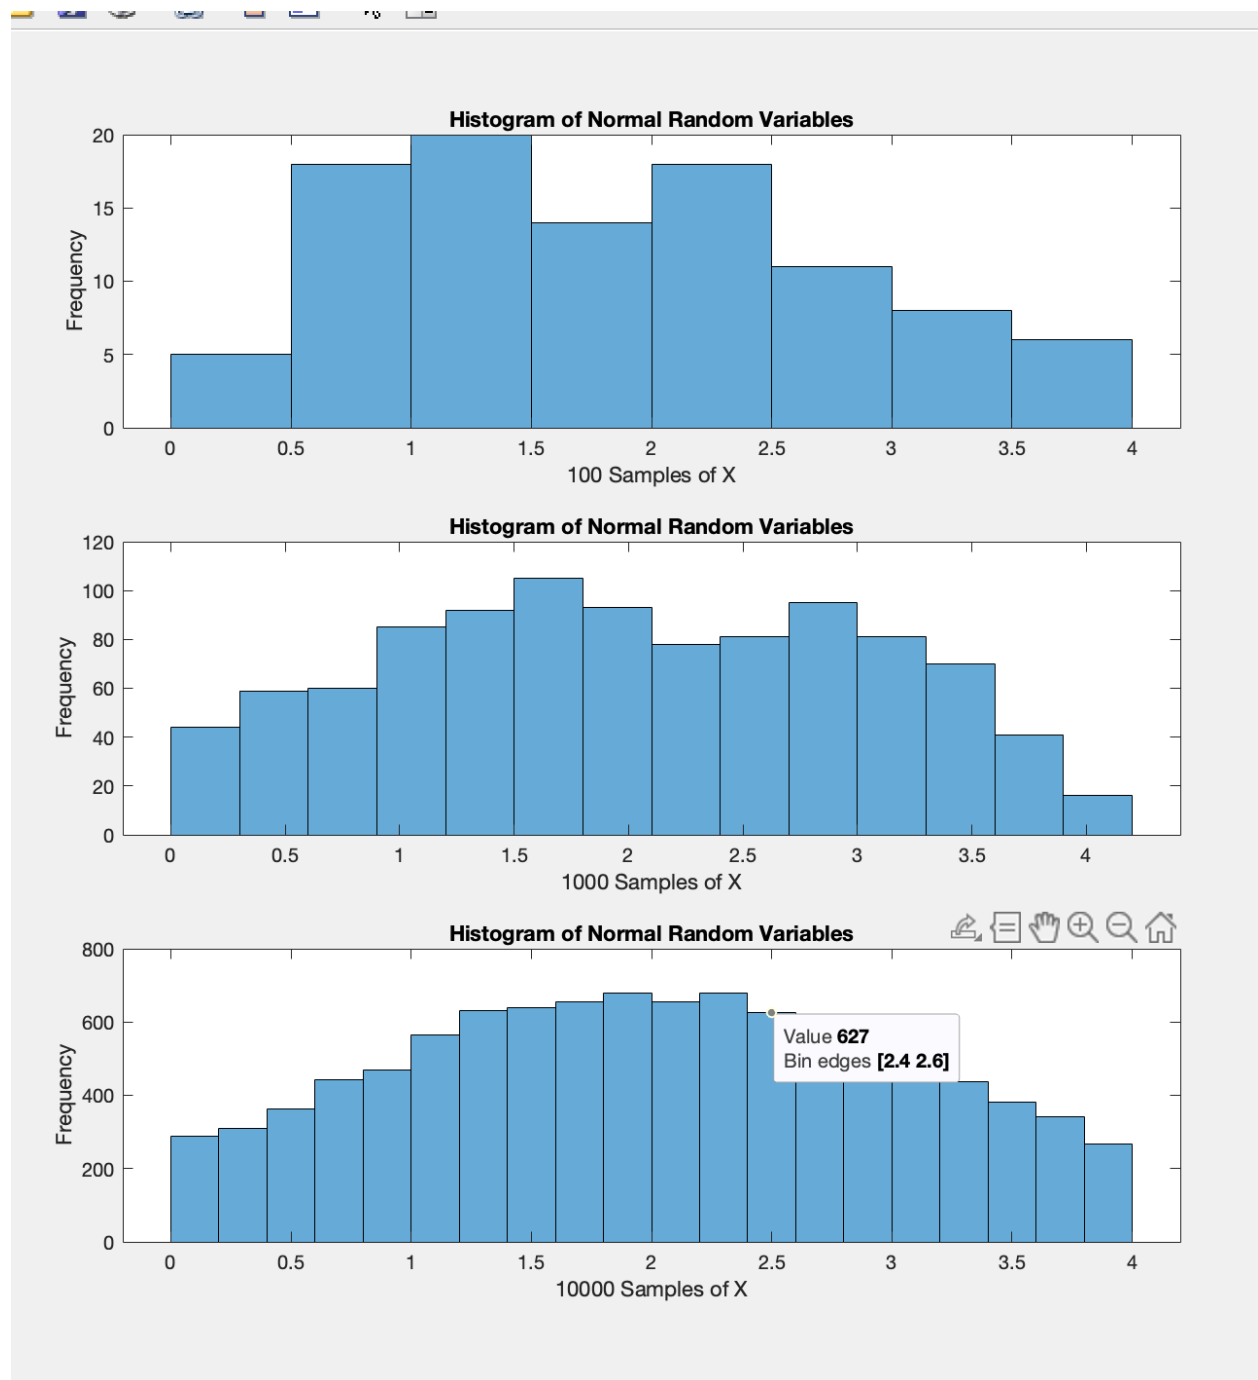 Histogram of Normal Random Variables
20
15
10
5
0
Frequency
0 0.5 1 1.5 2 2.5 3 3.5 4
100 Samples of X
Histogram of Normal Random Variables
120
100
80
60
40
20
0
Frequency
0 0.5 1 1.5 2 2.5 3 3.5 4
1000 Samples of X
Histogram of Normal Random Variables
800
600
400
200
0
Frequency
Value 627
Bin edges [2.4 2.6]
0 0.5 1 1.5 2 2.5 3 3.5 4
10000 Samples of X